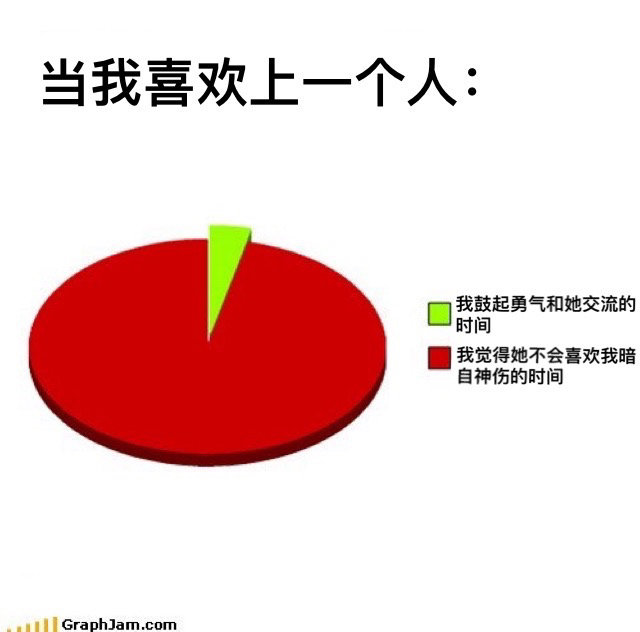 当我喜欢上一个人：
我鼓起勇气和她交流的
时间
我觉得她不会喜欢我暗
自神伤的时间
GraphJam.com